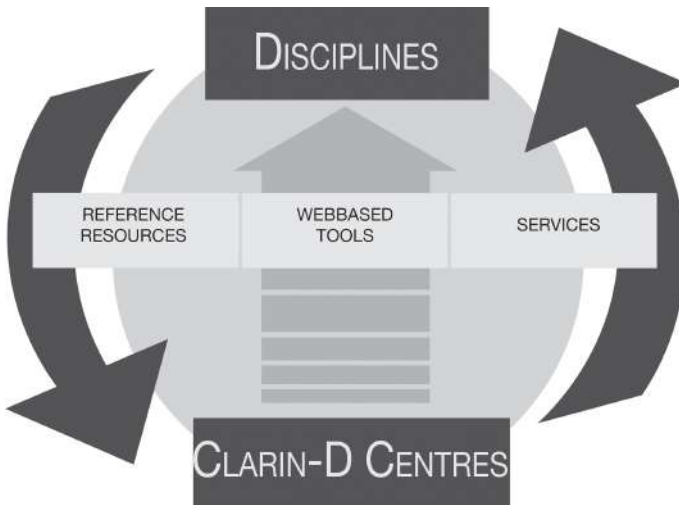 DISCIPLINES
REFERENCE
RESOURCES
WEBBASED
TOOLS
SERVICES
CLARIN-D CENTRES